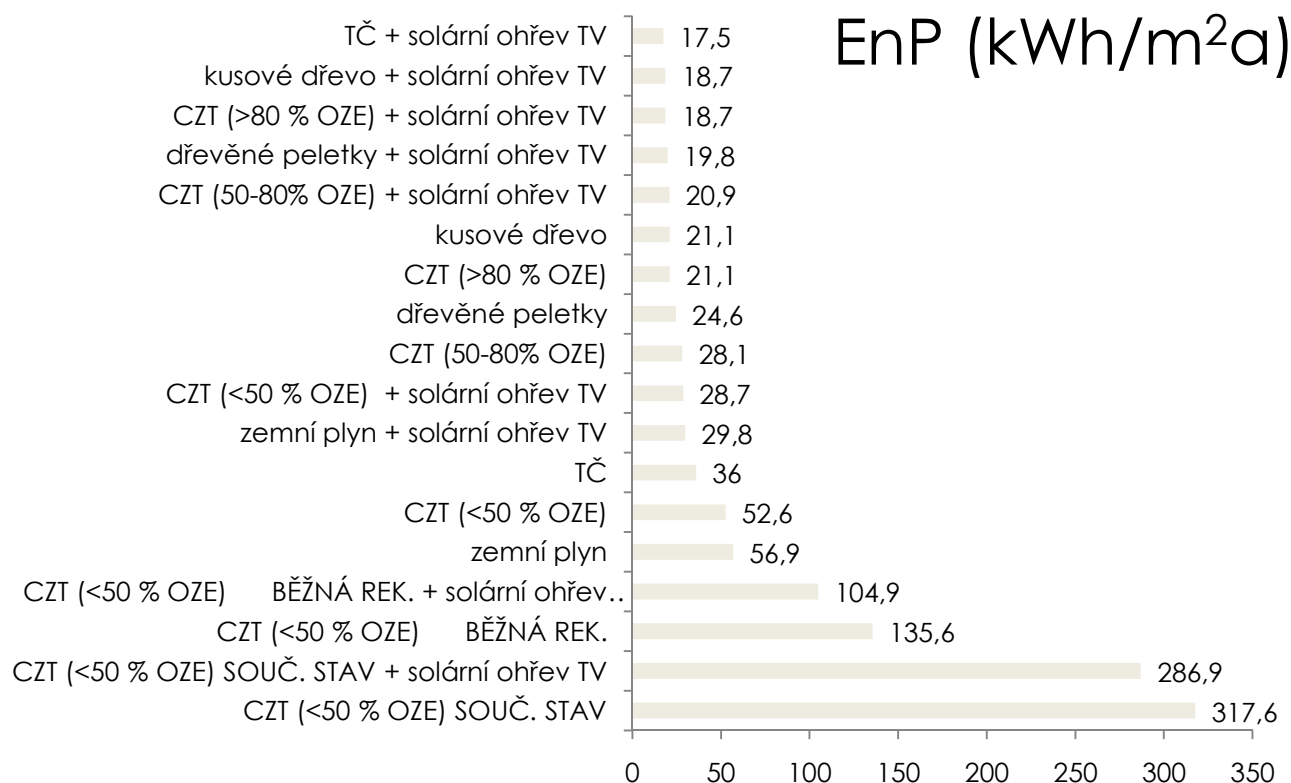 EnP (kWh/m²a)
TČ + solární ohřev TV 17,5
kusové dřevo + solární ohřev TV 18,7
CZT (>80 % OZE) + solární ohřev TV 18,7
dřevěné peletky + solární ohřev TV 19,8
CZT (50-80% OZE) + solární ohřev TV 20,9
kusové dřevo 21,1
CZT (>80 % OZE) 21,1
dřevěné peletky 24,6
CZT (50-80% OZE) 28,1
CZT (<50 % OZE) + solární ohřev TV 28,7
zemní plyn + solární ohřev TV 29,8
TČ 36
CZT (<50 % OZE) 52,6
zemní plyn 56,9
CZT (<50 % OZE) BĚŽNÁ REK. + solární ohřev.. 104,9
CZT (<50 % OZE) BĚŽNÁ REK. 135,6
CZT (<50 % OZE) SOUČ. STAV + solární ohřev TV 286,9
CZT (<50 % OZE) SOUČ. STAV 317,6
0 50 100 150 200 250 300 350